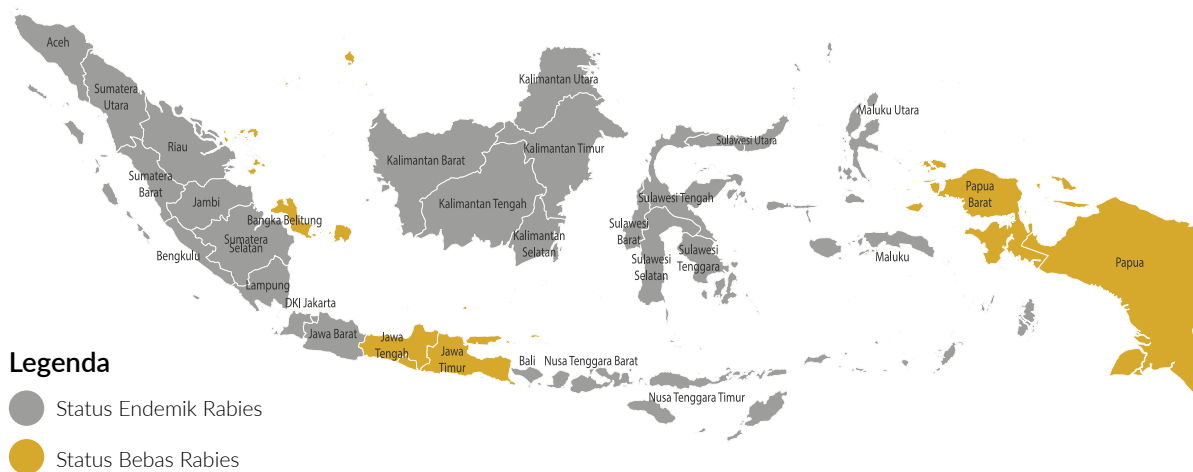 Aceh
Sumatera
Utara
Riau
Sumatera
Barat
Jambi
Bangka Belitung
Sumatera
Selatan
Bengkulu
Lampung
DKI Jakarta
Jawa Barat
Jawa
Tengah
Jawa
Timur
Bali
Nusa Tenggara Barat
Nusa Tenggara Timur
Kalimantan Utara
Kalimantan Barat
Kalimantan Timur
Kalimantan Tengah
Kalimantan
Selatan
Sulawesi Utara
Sulawesi Tengah
Sulawesi
Barat
Sulawesi
Selatan
Sulawesi
Tenggara
Maluku Utara
Maluku
Papua
Barat
Papua
Legenda
Status Endemik Rabies
Status Bebas Rabies